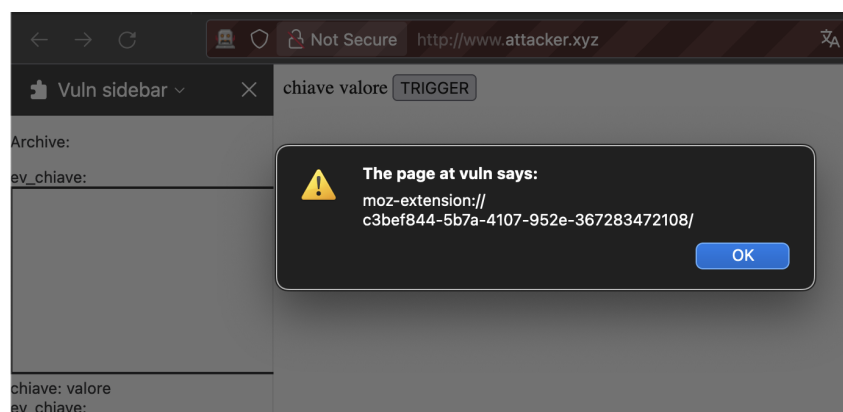 Not Secure http://www.attacker.xyz
Vuln sidebar
chiave valore TRIGGER
Archive:
ev_chiave:
The page at vuln says:
moz-extension://
c3bef844-5b7a-4107-952e-367283472108/
OK
chiave: valore
ev_chiave: